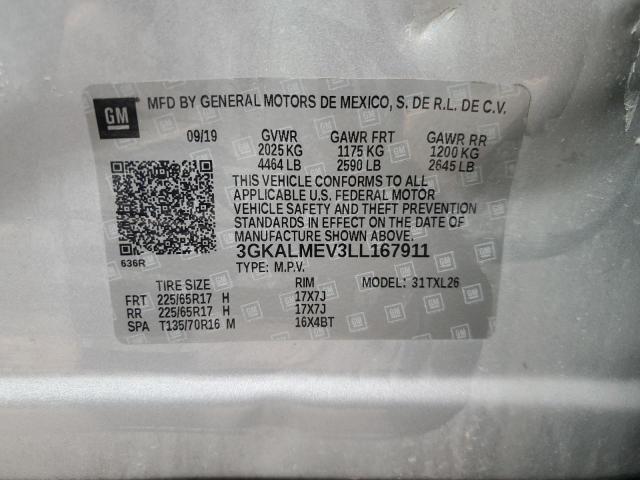 GM MFD BY GENERAL MOTORS DE MEXICO, S. DE R.L. DE C.V.
09/19 GVWR GAWR FRT GAWR RR
2025 KG 1175 KG 1200 KG
4464 LB 2590 LB 2645 LB
THIS VEHICLE CONFORMS TO ALL
APPLICABLE U.S. FEDERAL MOTOR
VEHICLE SAFETY AND THEFT PREVENTION
STANDARDS IN EFFECT ON THE DATE OF
MANUFACTURE SHOWN ABOVE.
636R 3GKALMEV3LL167911
TYPE: M.P.V.
TIRE SIZE RIM MODEL: 31TXL26
FRT 225/65R17 H 17X7J
RR 225/65R17 H 17X7J
SPA T135/70R16 M 16X4BT